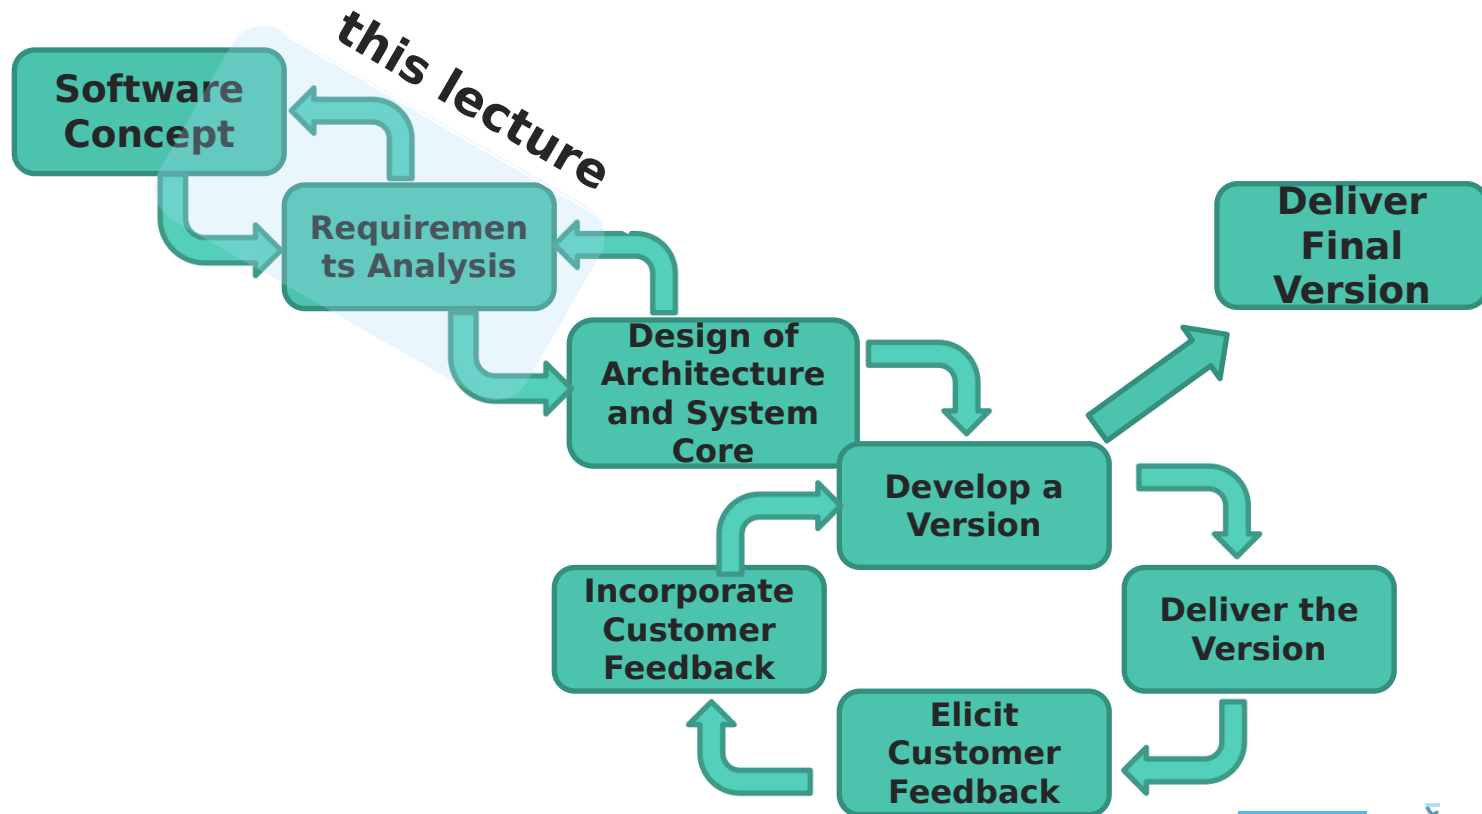 this lecture
Software
Concept
Requiremen
ts Analysis
Deliver
Final
Version
Design of
Architecture
and System
Core
Develop a
Version
Incorporate
Customer
Feedback
Deliver the
Version
Elicit
Customer
Feedback